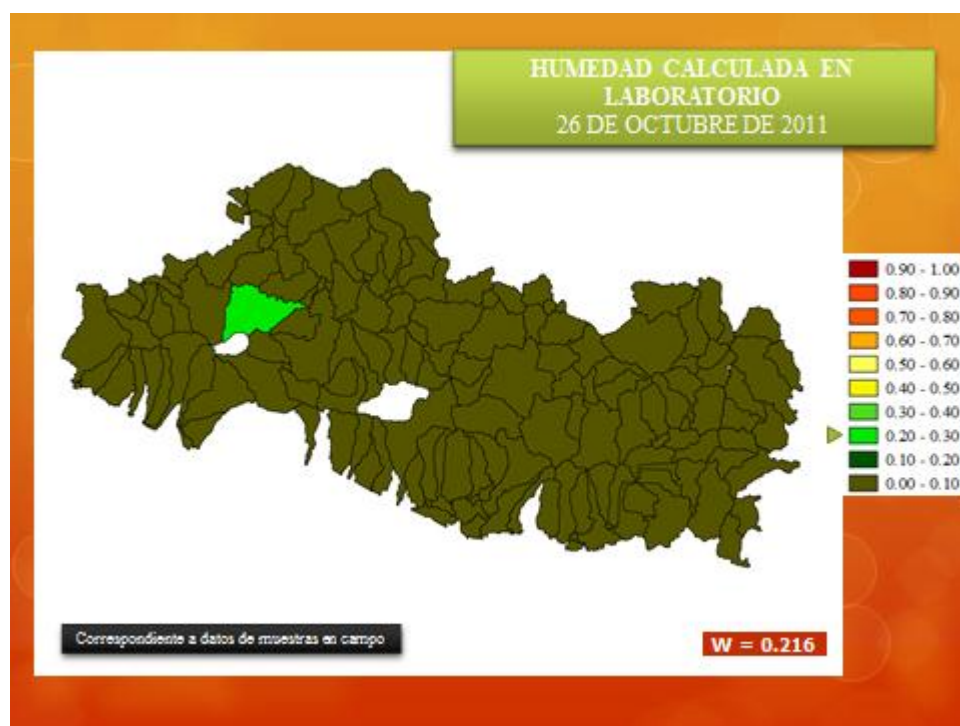 HUMEDAD CALCULADA EN
LABORATORIO
26 DE OCTUBRE DE 2011
0.90 - 1.00
0.80 - 0.90
0.70 - 0.80
0.60 - 0.70
0.50 - 0.60
0.40 - 0.50
0.30 - 0.40
0.20 - 0.30
0.10 - 0.20
0.00 - 0.10
Correspondiente a datos de muestras en campo
W = 0.216